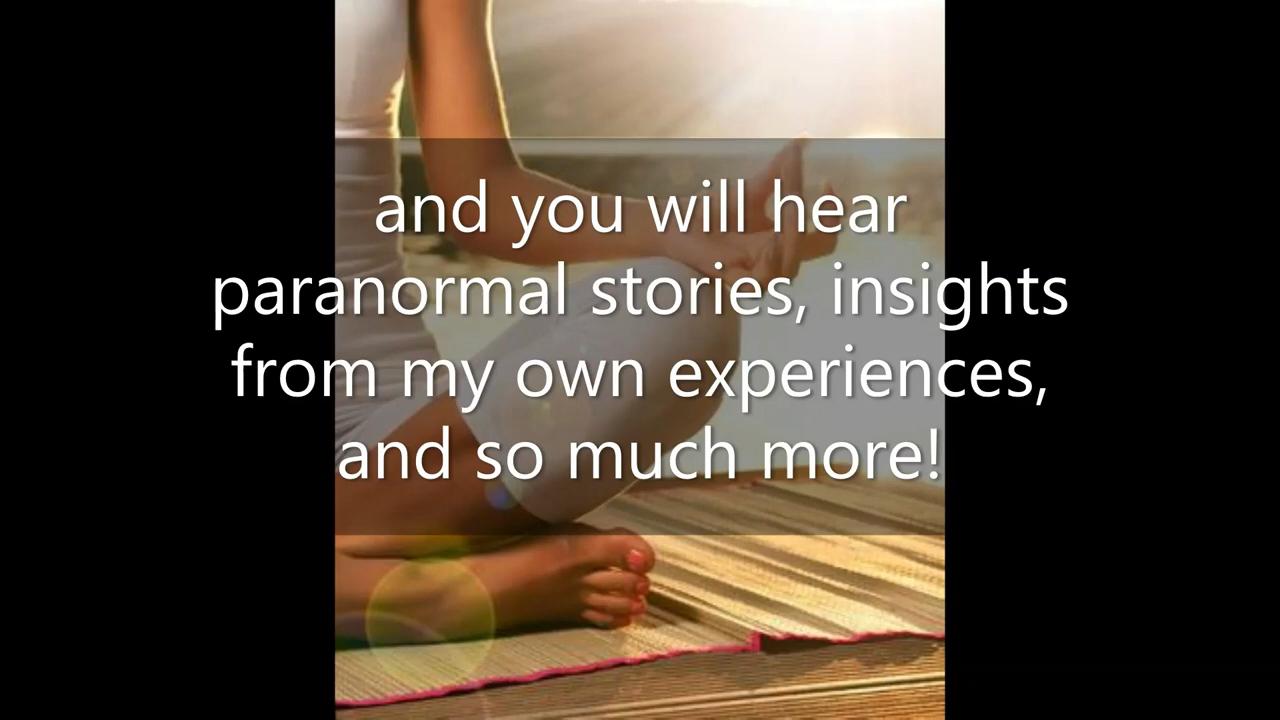 and you will hear
paranormal stories, insights
from my own experiences,
and so much more!